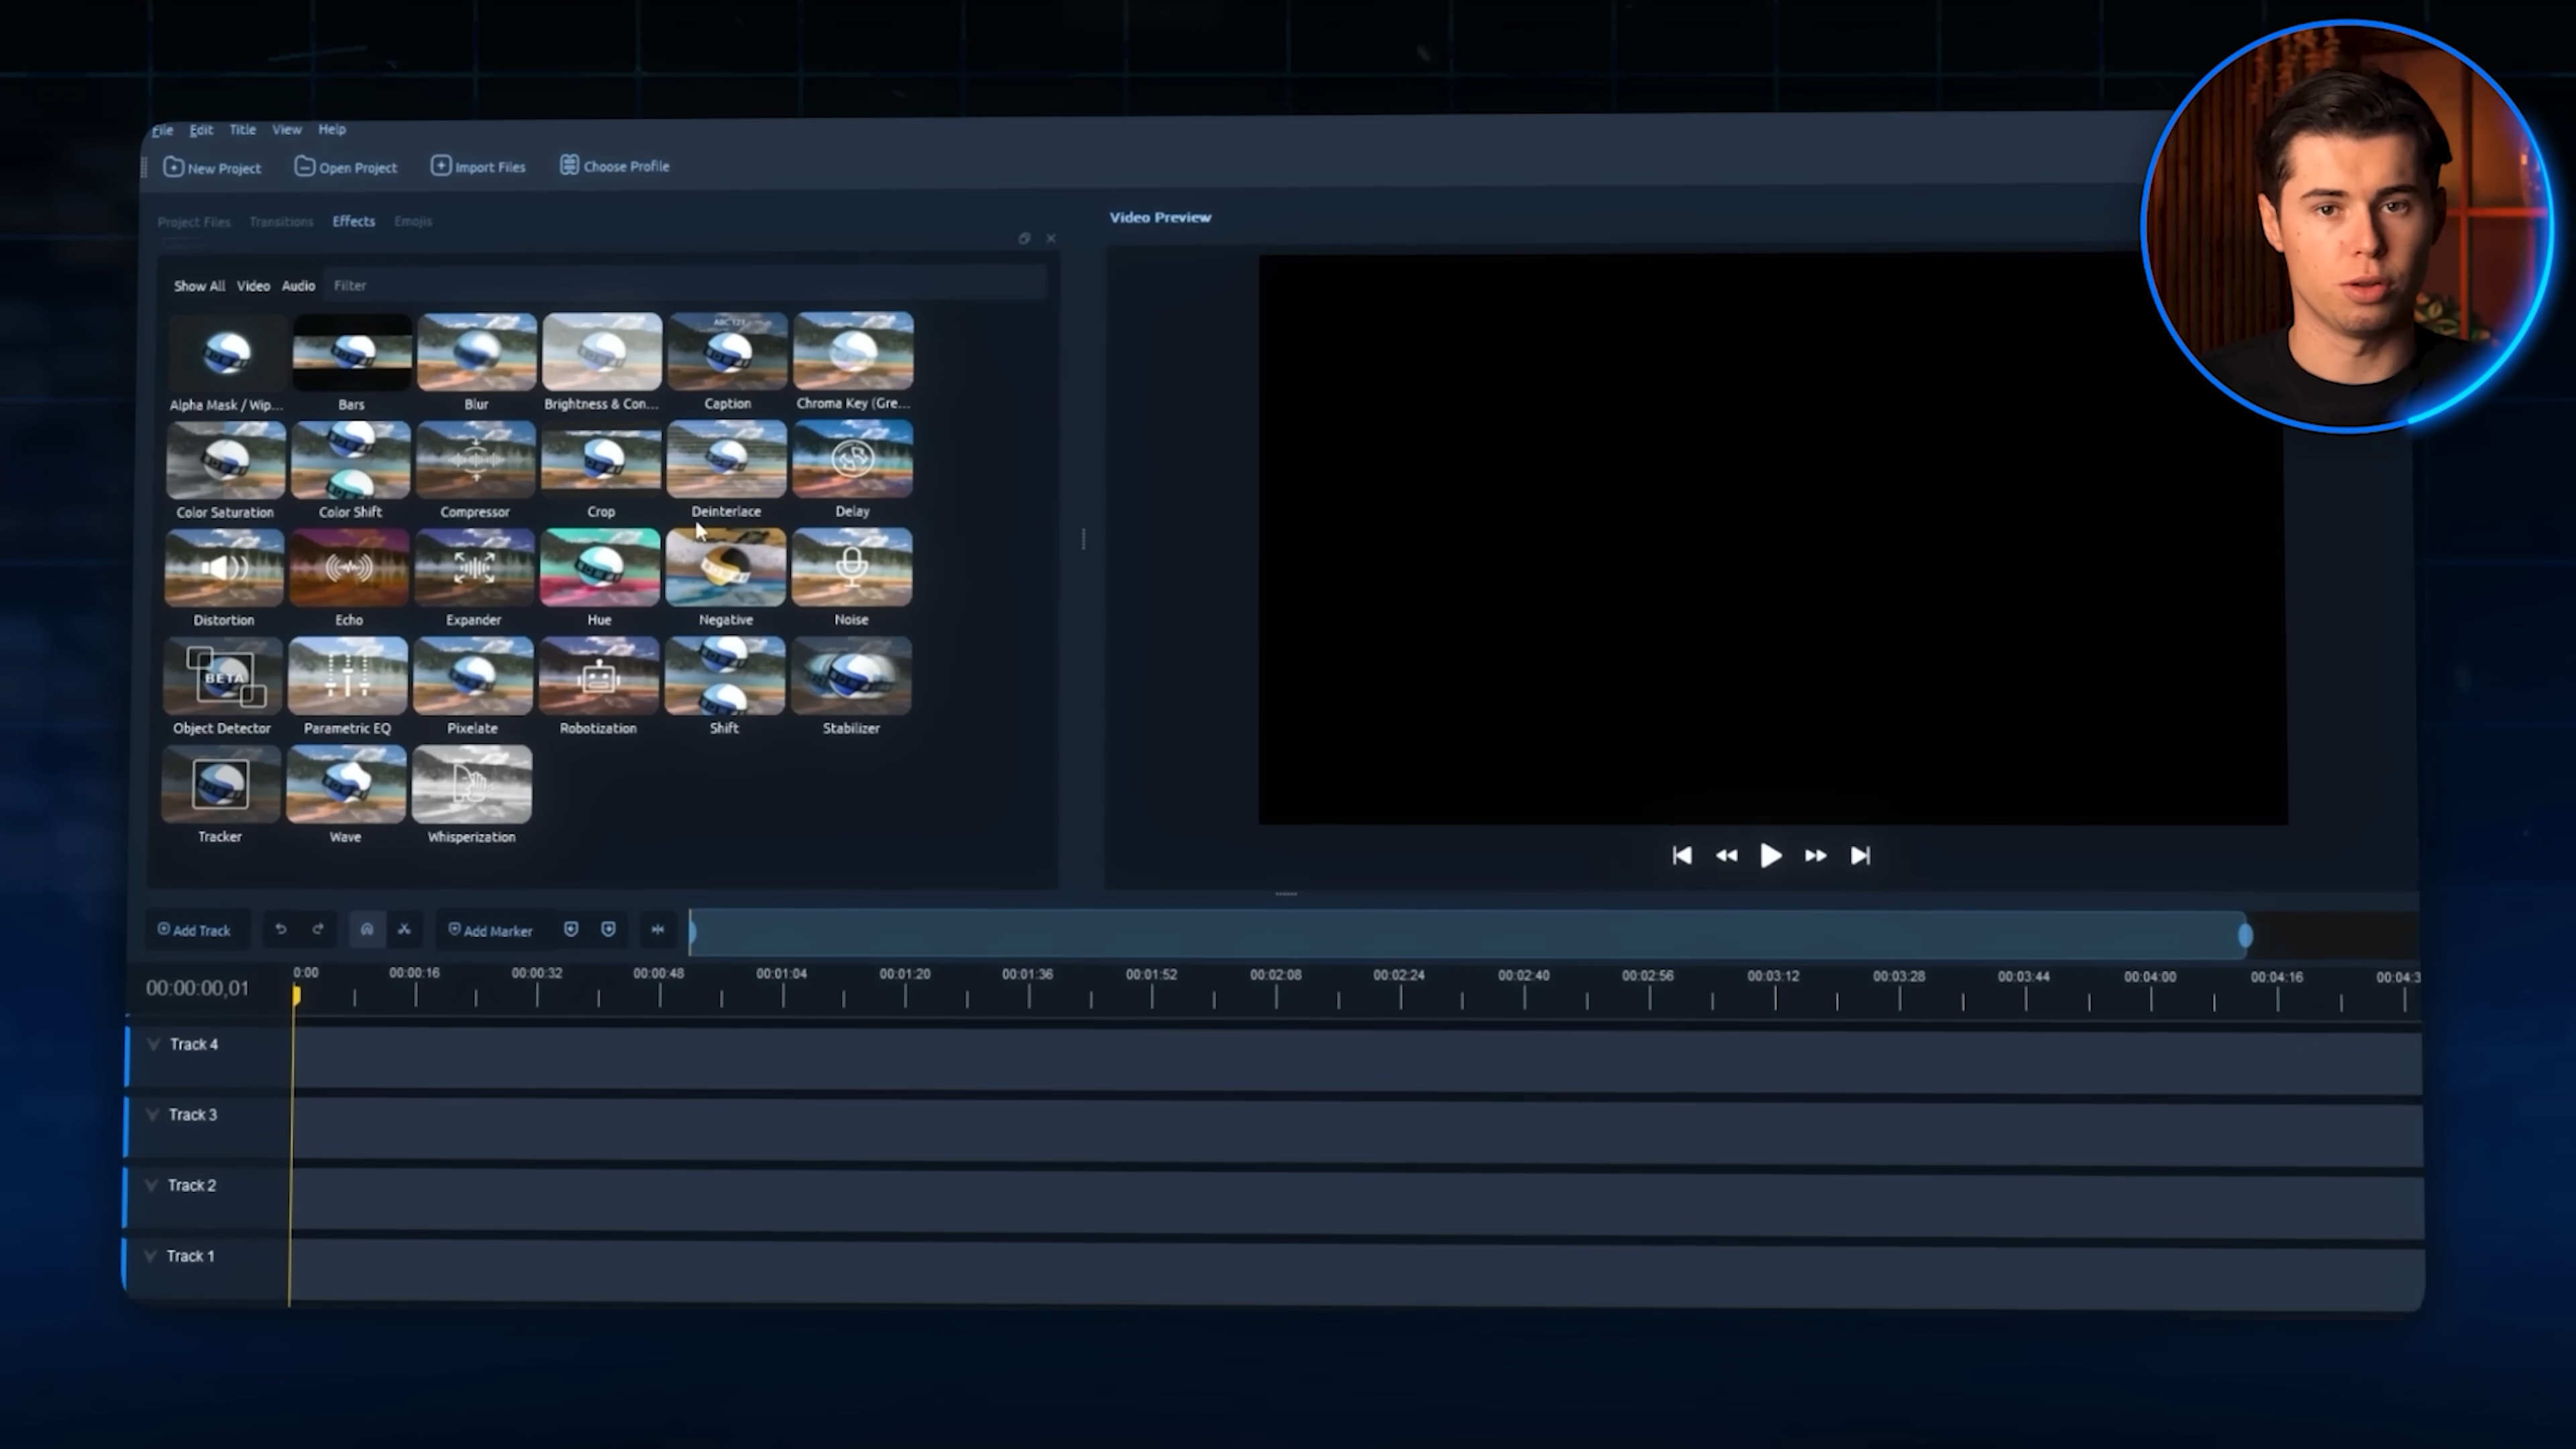 File Edit Title View Help
New Project Open Project Import Files Choose Profile
Project Files Transitions Effects Emojis
Video Preview
Show All Video Audio Filter
ABC 123
Alpha Mask / Wip... Bars Blur Brightness & Con... Caption Chroma Key (Gre...
Color Saturation Color Shift Compressor Crop Deinterlace Delay
Distortion Echo Expander Hue Negative Noise
BETA
Object Detector Parametric EQ Pixelate Robotization Shift Stabilizer
Tracker Wave Whisperization
Add Track Add Marker
00:00:00,01
0:00 00:00:16 00:00:32 00:00:48 00:01:04 00:01:20 00:01:36 00:01:52 00:02:08 00:02:24 00:02:40 00:02:56 00:03:12 00:03:28 00:03:44 00:04:00 00:04:16 00:04:3
Track 4
Track 3
Track 2
Track 1